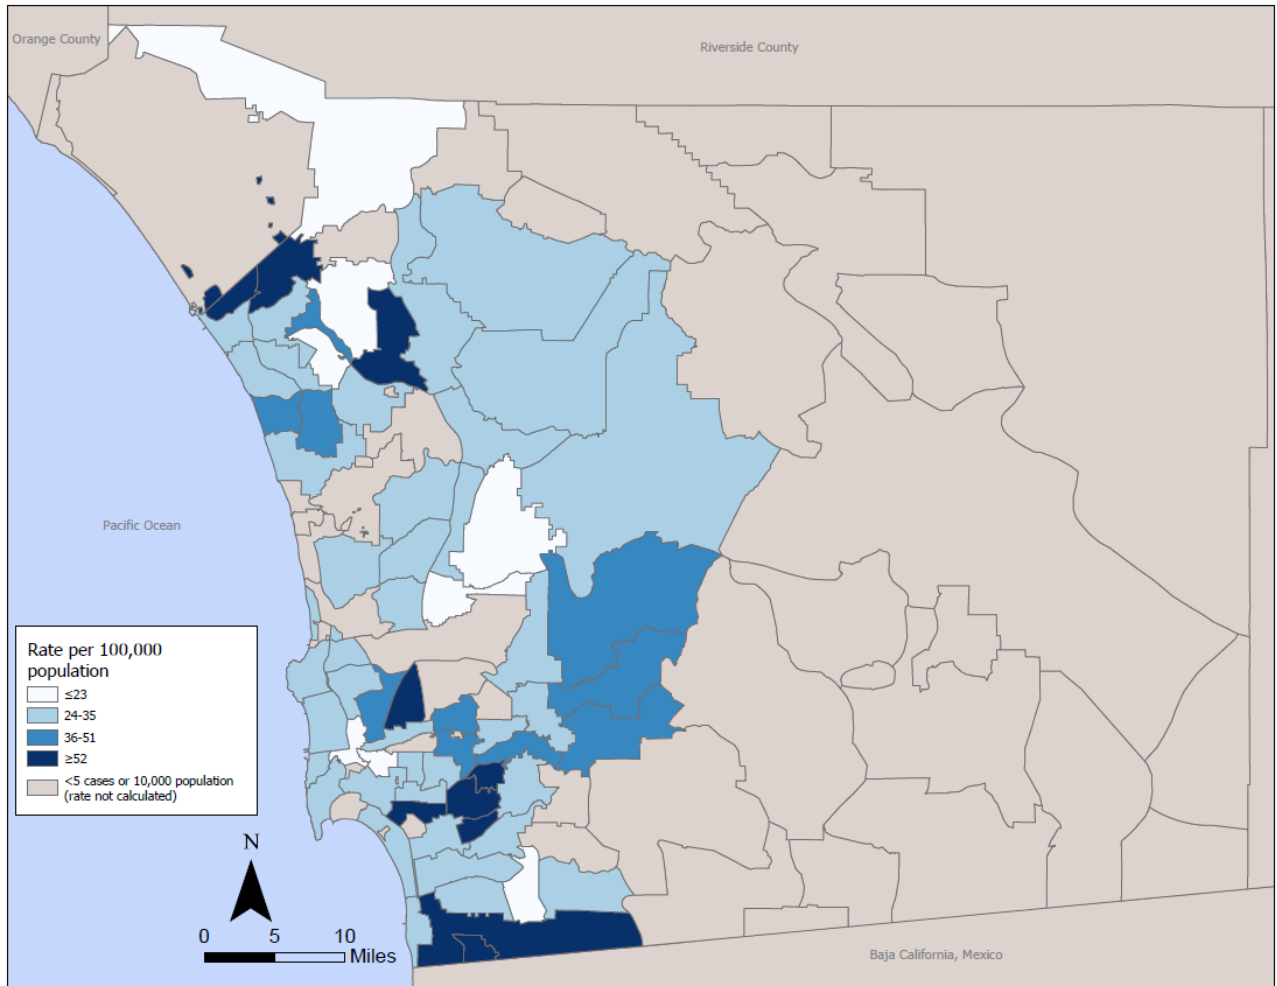 Orange County
Riverside County
Pacific Ocean
Rate per 100,000
population
≤23
24-35
36-51
≥52
<5 cases or 10,000 population
(rate not calculated)
N
0 5 10
Miles
Baja California, Mexico